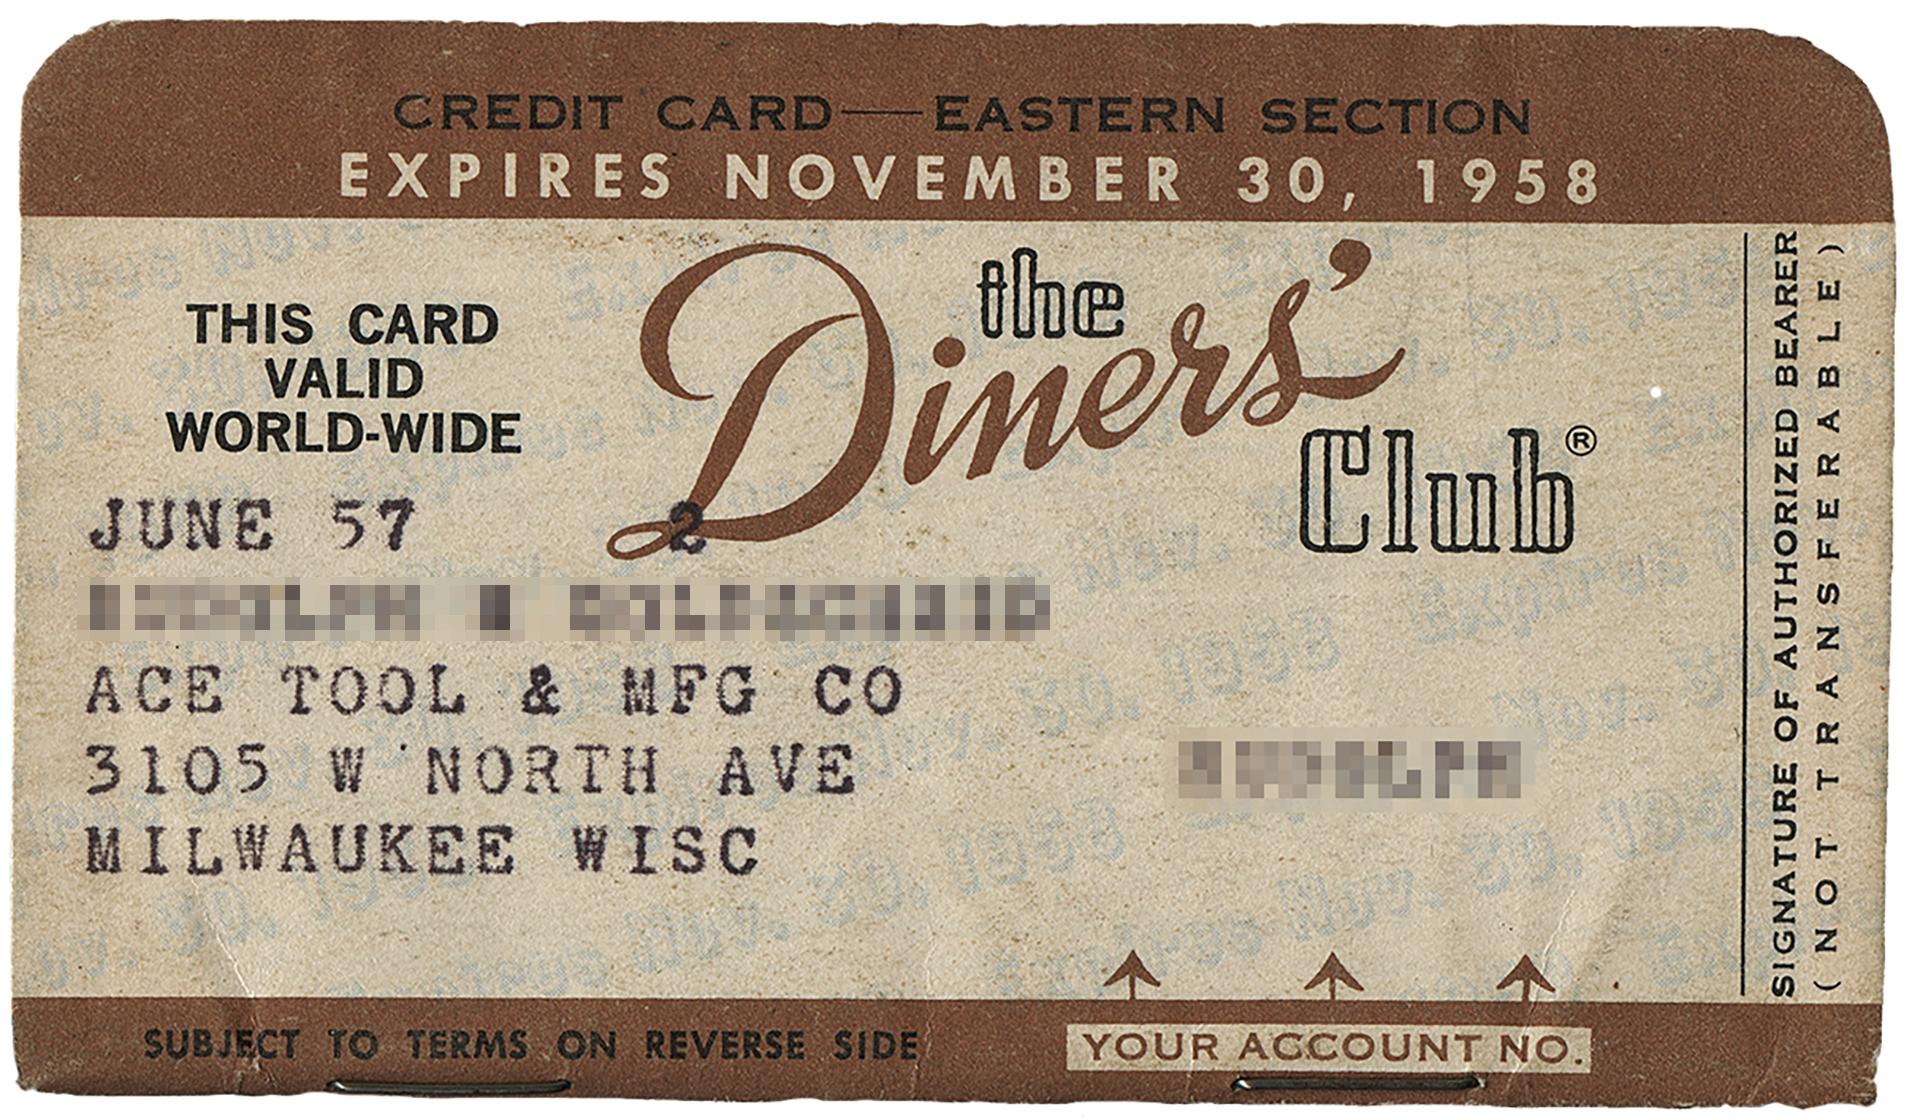 CREDIT CARD—EASTERN SECTION
EXPIRES NOVEMBER 30, 1958
THIS CARD
VALID
WORLD-WIDE
the
Diners'
Club®
JUNE 57 2
ACE TOOL & MFG CO
3105 W NORTH AVE
MILWAUKEE WISC
SUBJECT TO TERMS ON REVERSE SIDE
YOUR ACCOUNT NO.
SIGNATURE OF AUTHORIZED BEARER
(NOT TRANSFERABLE)